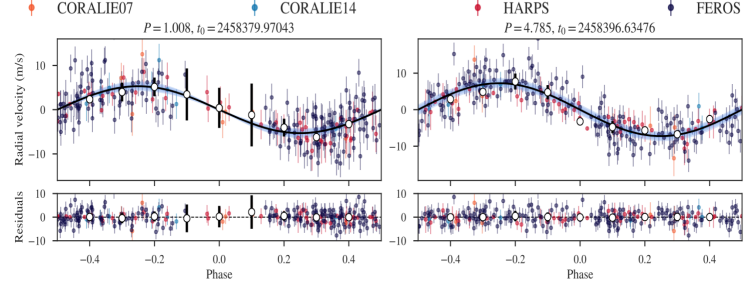 CORALIE07 CORALIE14 HARPS FEROS
P = 1.008, t0 = 2458379.97043 P = 4.785, t0 = 2458396.63476
Radial velocity (m/s)
10
0
−10
10
0
−10
Residuals
10
0
−10
10
0
−10
−0.4 −0.2 0.0 0.2 0.4
−0.4 −0.2 0.0 0.2 0.4
Phase Phase